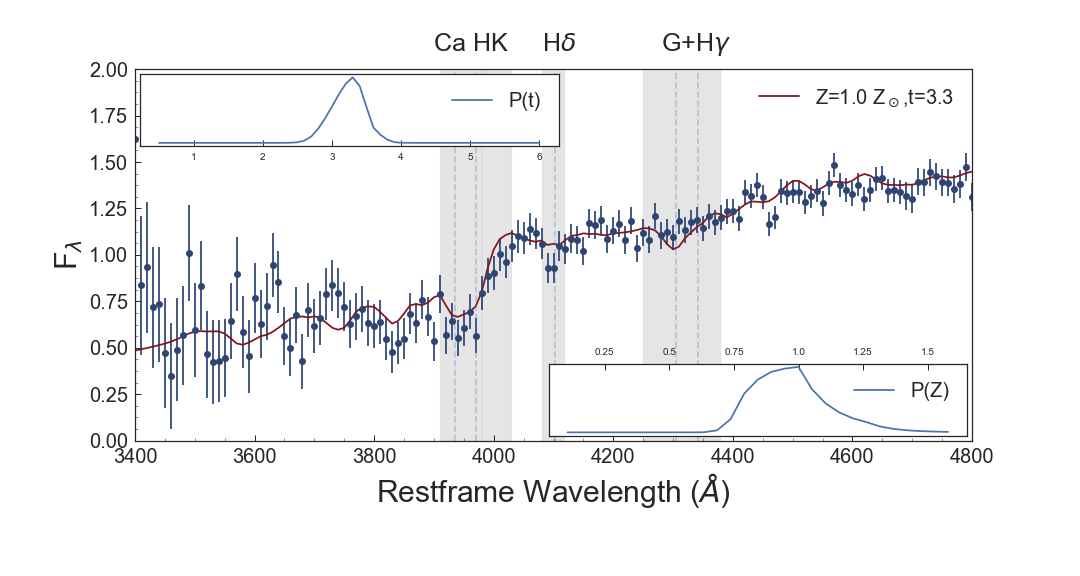 Ca HK Hδ G+Hγ
2.00
1.75
1.50
1.25
1.00
0.75
0.50
0.25
0.00
F_λ
P(t)
1 2 3 4 5 6
Z=1.0 Z_⊙,t=3.3
0.25 0.5 0.75 1.0 1.25 1.5
P(Z)
3400 3600 3800 4000 4200 4400 4600 4800
Restframe Wavelength (Å)